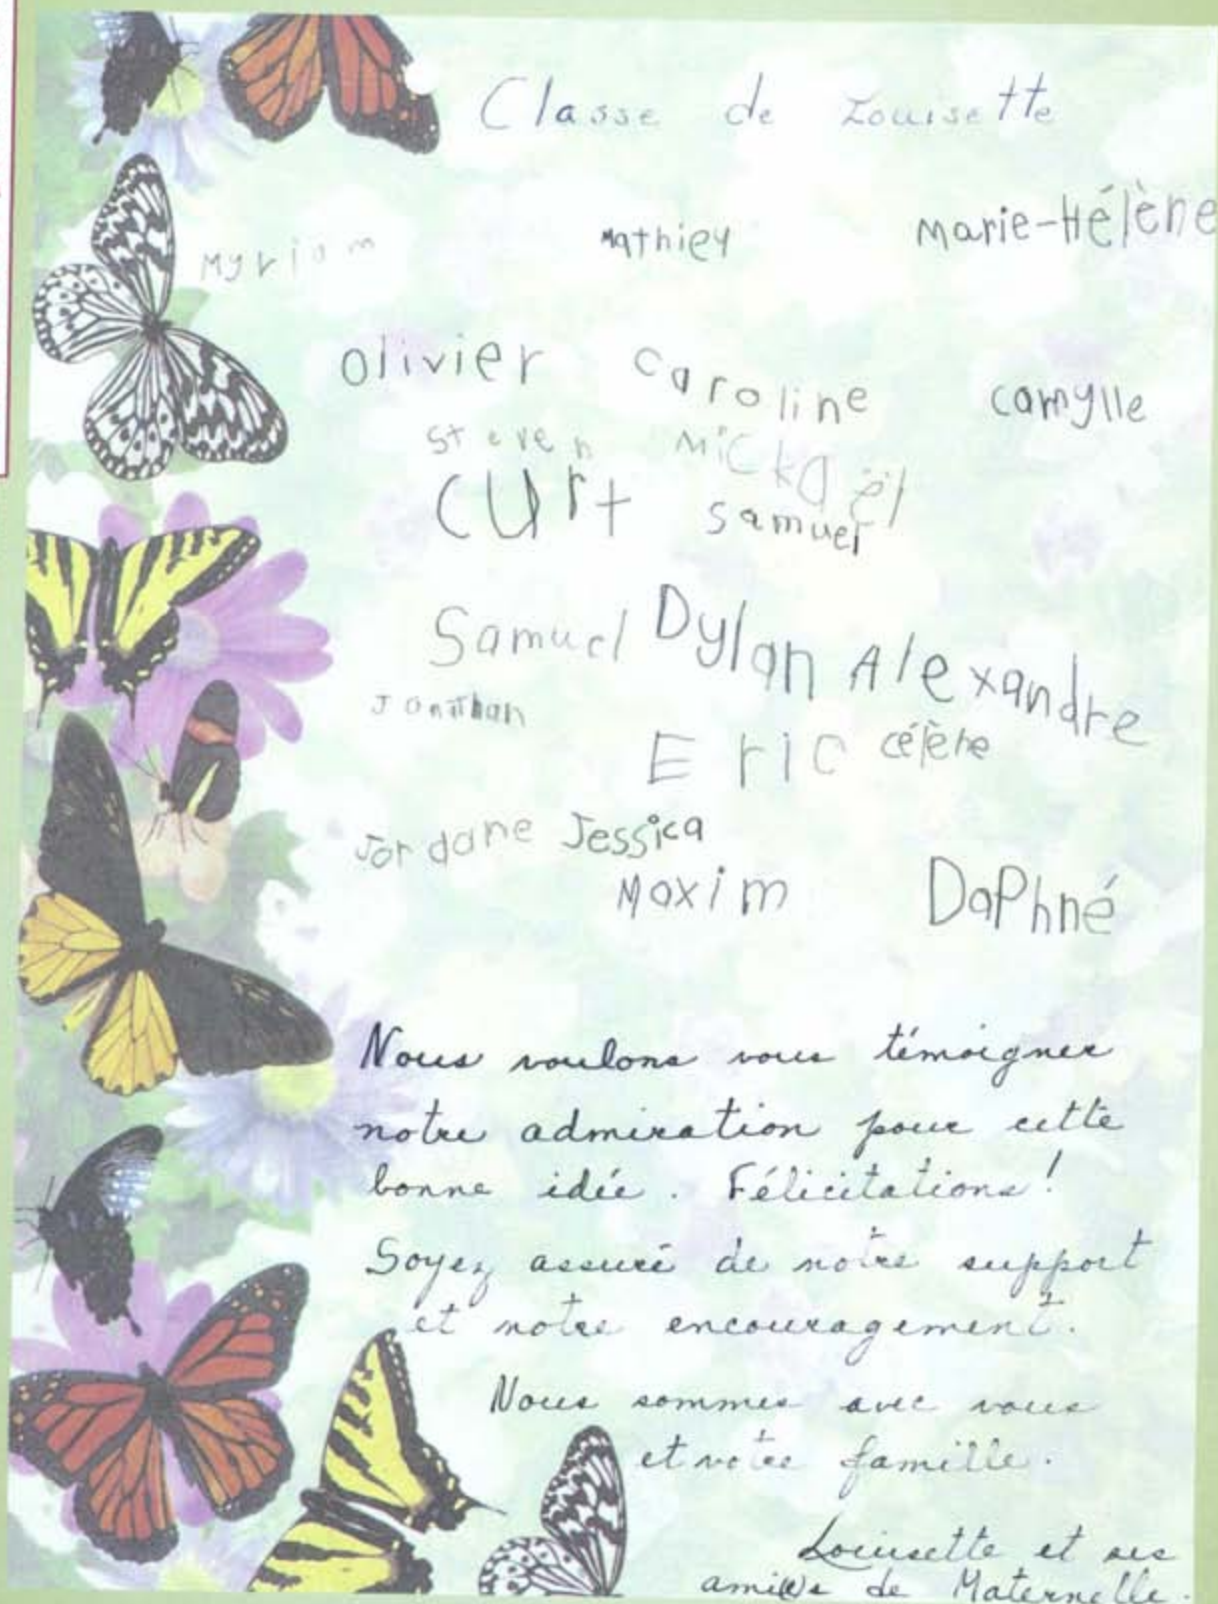 Classe de Louisette
Myriam Mathiey Marie-Hélène
Olivier Caroline Camylle
Steven Mickaël
Curt Samuel
Samuel Dylan Alexandre
Jonathan
Eric célène
Jordane Jessica
Maxim DaPhné
Nous voulons vous témoigner
notre admiration pour cette
bonne idée. Félicitations!
Soyez assuré de notre support
et notre encouragement.
Nous sommes avec vous
et votre famille.
Louisette et ses
ami(e)s de Maternelle.